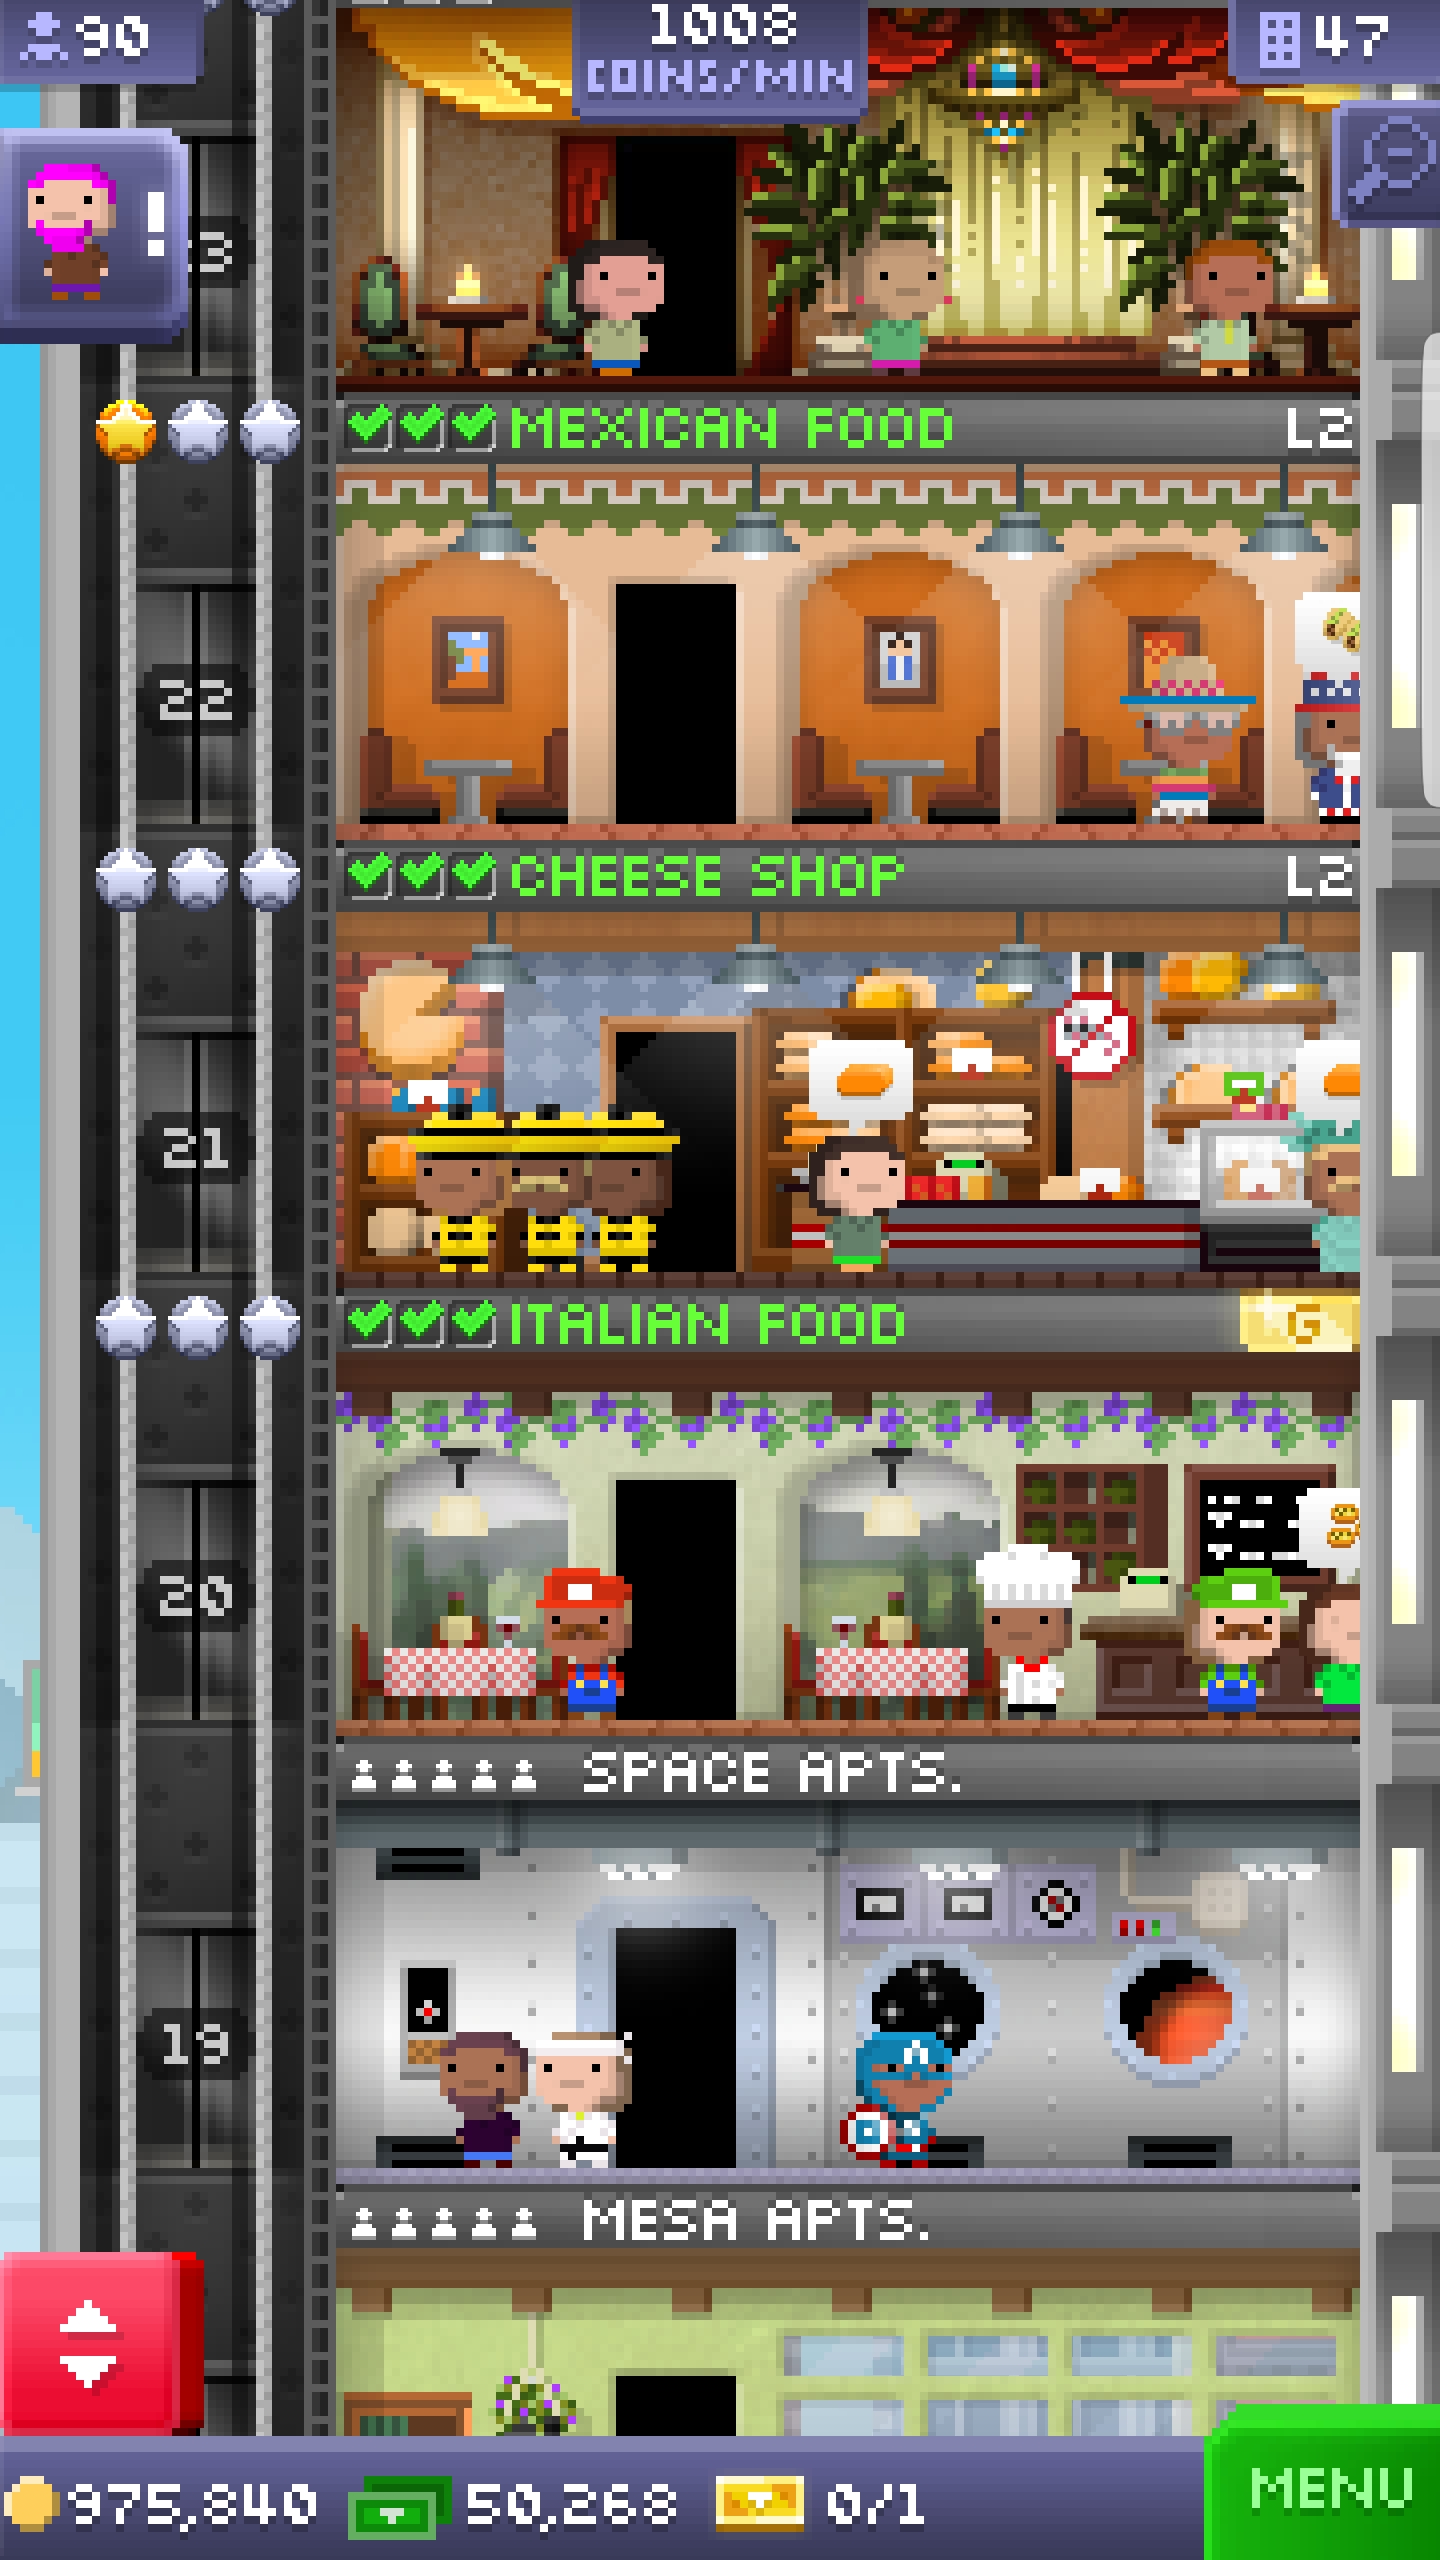 90
1008
COINS/MIN
47
!
3
MEXICAN FOOD
L2
22
CHEESE SHOP
L2
21
ITALIAN FOOD
G
20
SPACE APTS.
19
MESA APTS.
975,840
50,268
0/1
MENU